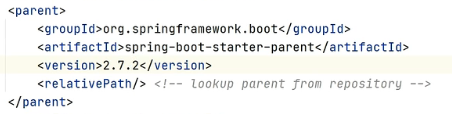 <parent>
    <groupId>org.springframework.boot</groupId>
    <artifactId>spring-boot-starter-parent</artifactId>
    <version>2.7.2</version>
    <relativePath/> <!-- lookup parent from repository -->
</parent>